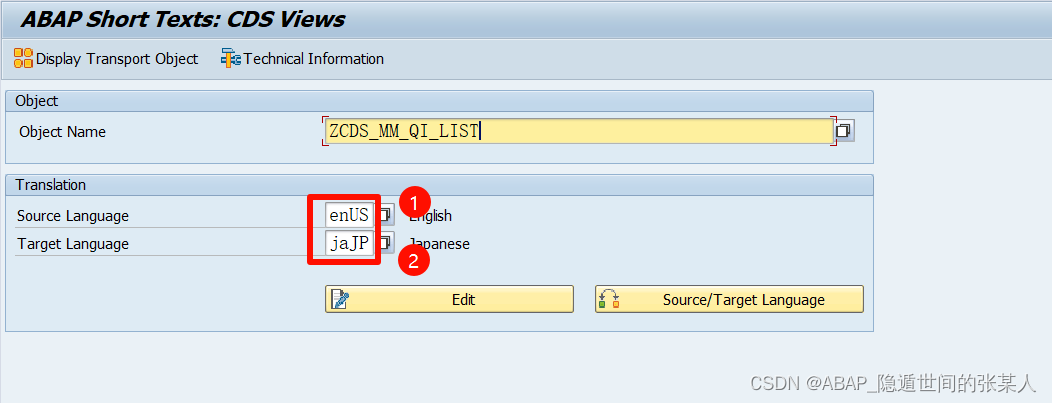 ABAP Short Texts: CDS Views
Display Transport Object Technical Information
Object
Object Name ZCDS_MM_QI_LIST
Translation
Source Language enUS 1 English
Target Language jaJP 2 Japanese
Edit Source/Target Language
CSDN @ABAP_隐遁世间的张某人